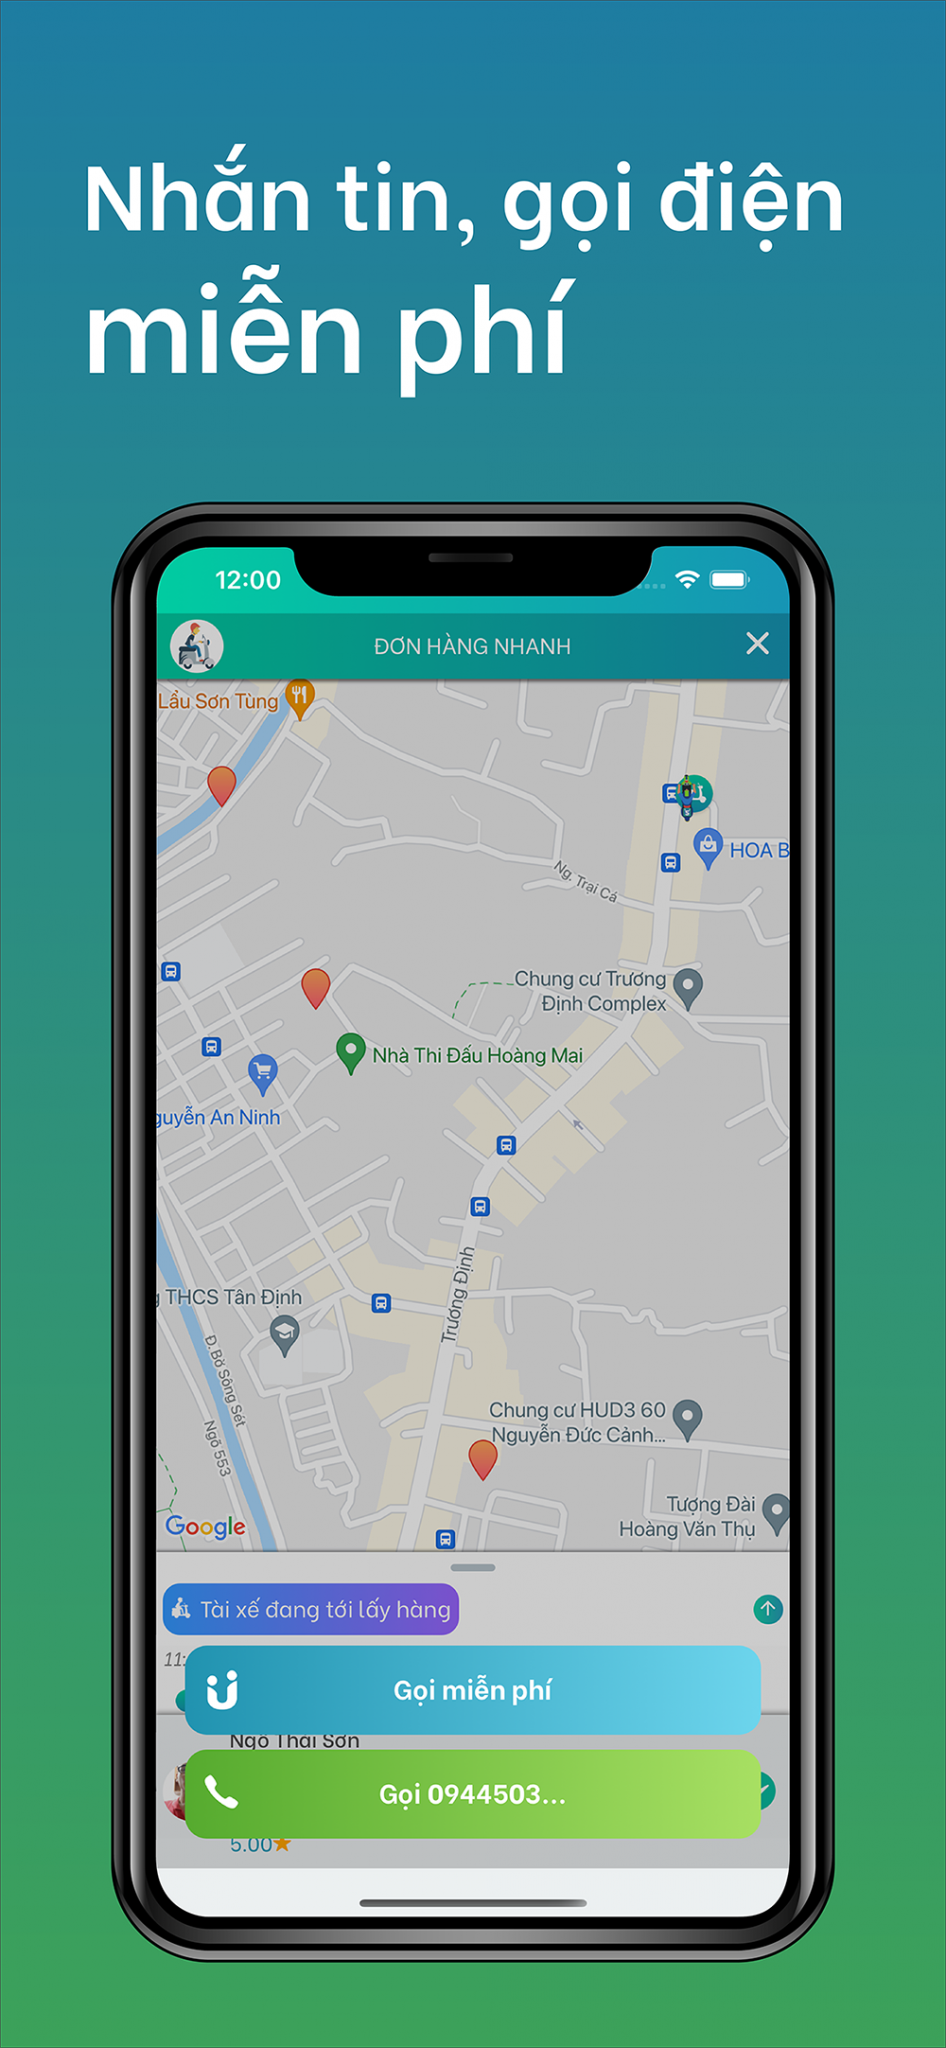 Nhắn tin, gọi điện
miễn phí
12:00
ĐƠN HÀNG NHANH
Lẩu Sơn Tùng
HOA B
Ng. Trại Cá
Chung cư Trương
Định Complex
Nhà Thi Đấu Hoàng Mai
guyễn An Ninh
Trương Định
THCS Tân Định
Đ. Bờ Sông Sét
Ngõ 553
Chung cư HUD3 60
Nguyễn Đức Cảnh...
Tượng Đài
Hoàng Văn Thụ
Google
Tài xế đang tới lấy hàng
11:
Gọi miễn phí
Ngô Thái Sơn
Gọi 0944503...
5.00